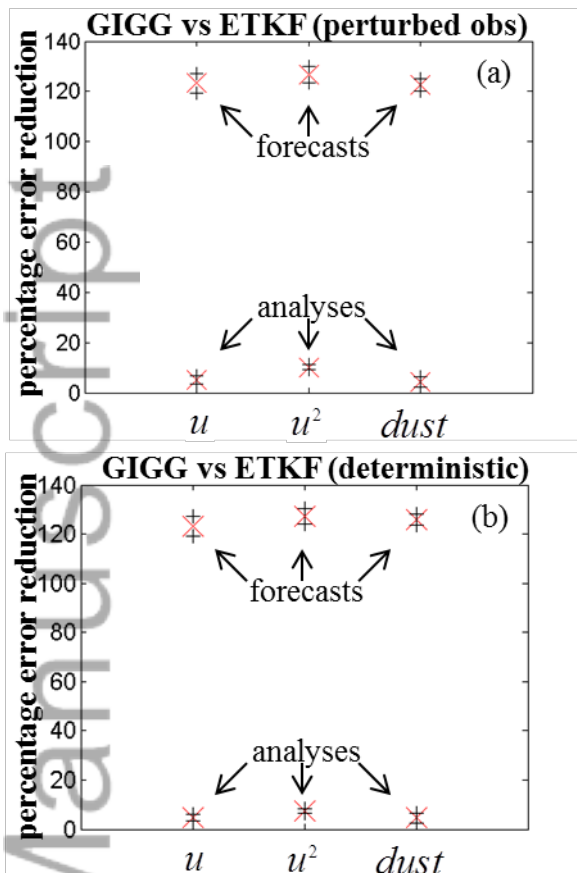 GIGG vs ETKF (perturbed obs)
140
(a)
120
forecasts
100
80
60
40
analyses
20
0
percentage error reduction
u
u²
dust
GIGG vs ETKF (deterministic)
140
(b)
120
forecasts
100
80
60
40
analyses
20
0
percentage error reduction
u
u²
dust
anuscript